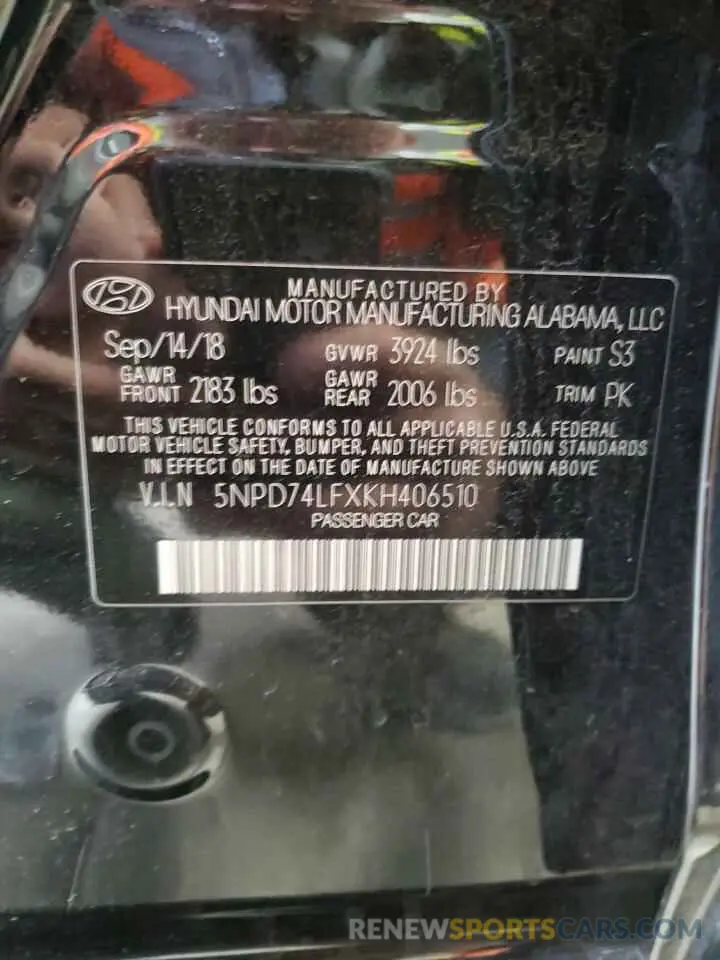 MANUFACTURED BY
HYUNDAI MOTOR MANUFACTURING ALABAMA, LLC
Sep/14/18 GVWR 3924 lbs PAINT S3
GAWR FRONT 2183 lbs GAWR REAR 2006 lbs TRIM PK
THIS VEHICLE CONFORMS TO ALL APPLICABLE U.S.A. FEDERAL
MOTOR VEHICLE SAFETY, BUMPER, AND THEFT PREVENTION STANDARDS
IN EFFECT ON THE DATE OF MANUFACTURE SHOWN ABOVE
V.I.N 5NPD74LFXKH406510
PASSENGER CAR
RENEWSPORTSCARS.COM